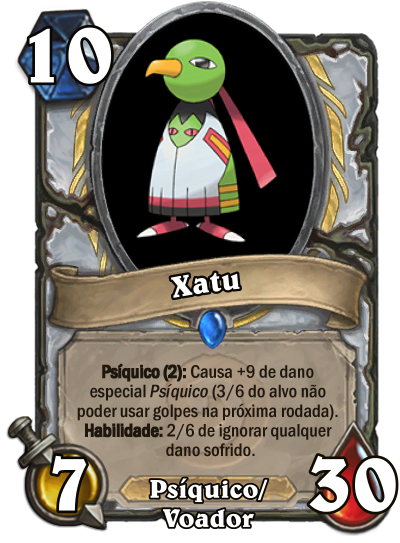 10
Xatu
Psíquico (2): Causa +9 de dano
especial Psíquico (3/6 do alvo não
poder usar golpes na próxima rodada).
Habilidade: 2/6 de ignorar qualquer
dano sofrido.
7
Psíquico/
Voador
30